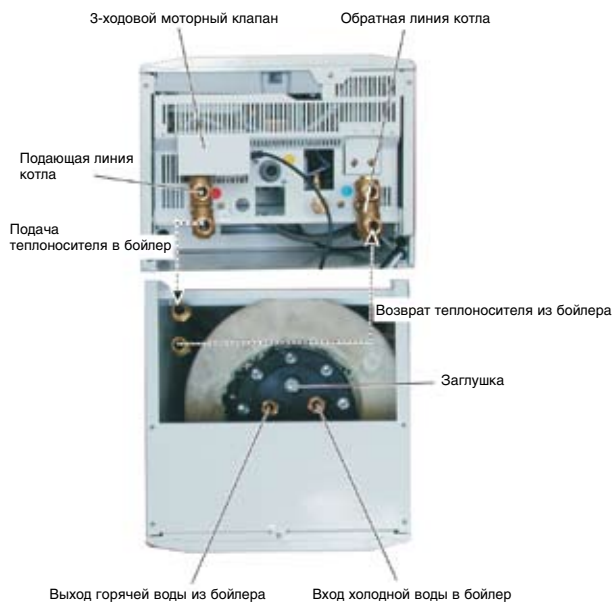 3-ходовой моторный клапан
Обратная линия котла
Подающая линия
котла
Подача
теплоносителя в бойлер
Возврат теплоносителя из бойлера
Заглушка
Выход горячей воды из бойлера
Вход холодной воды в бойлер